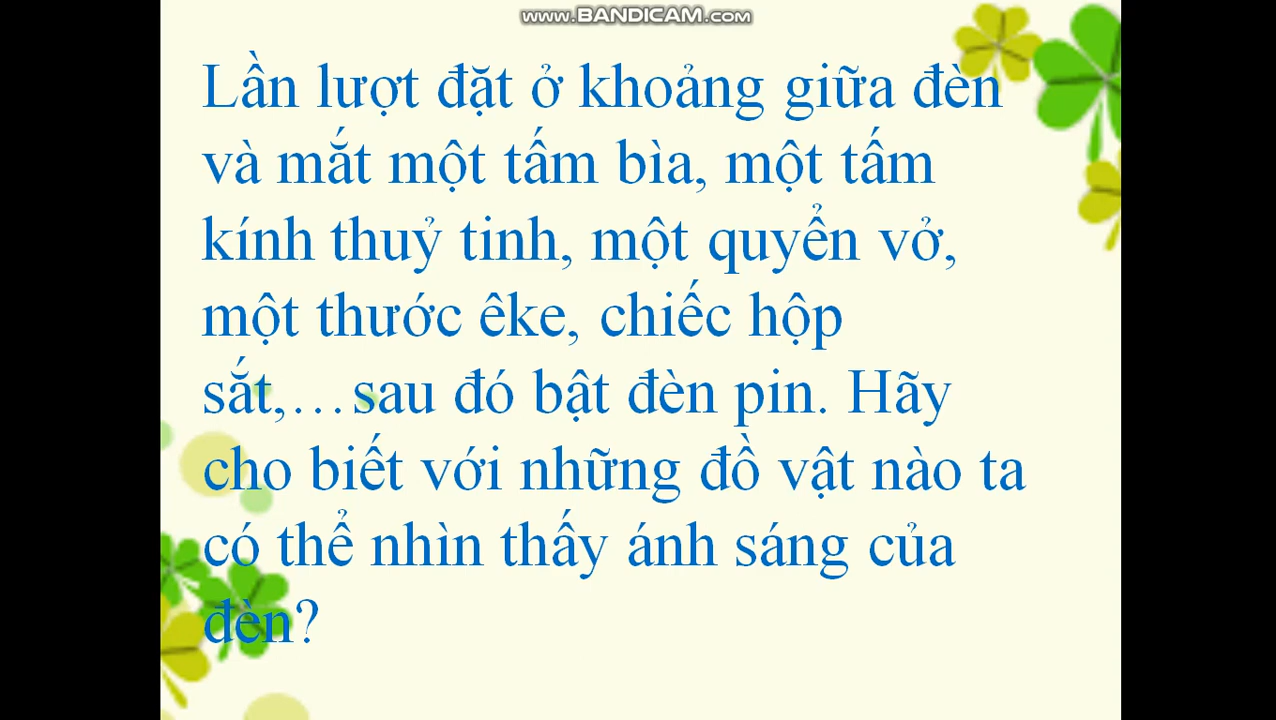 www.BANDICAM.com
Lần lượt đặt ở khoảng giữa đèn
và mắt một tấm bìa, một tấm
kính thuỷ tinh, một quyển vở,
một thước êke, chiếc hộp
sắt,…sau đó bật đèn pin. Hãy
cho biết với những đồ vật nào ta
có thể nhìn thấy ánh sáng của
đèn?